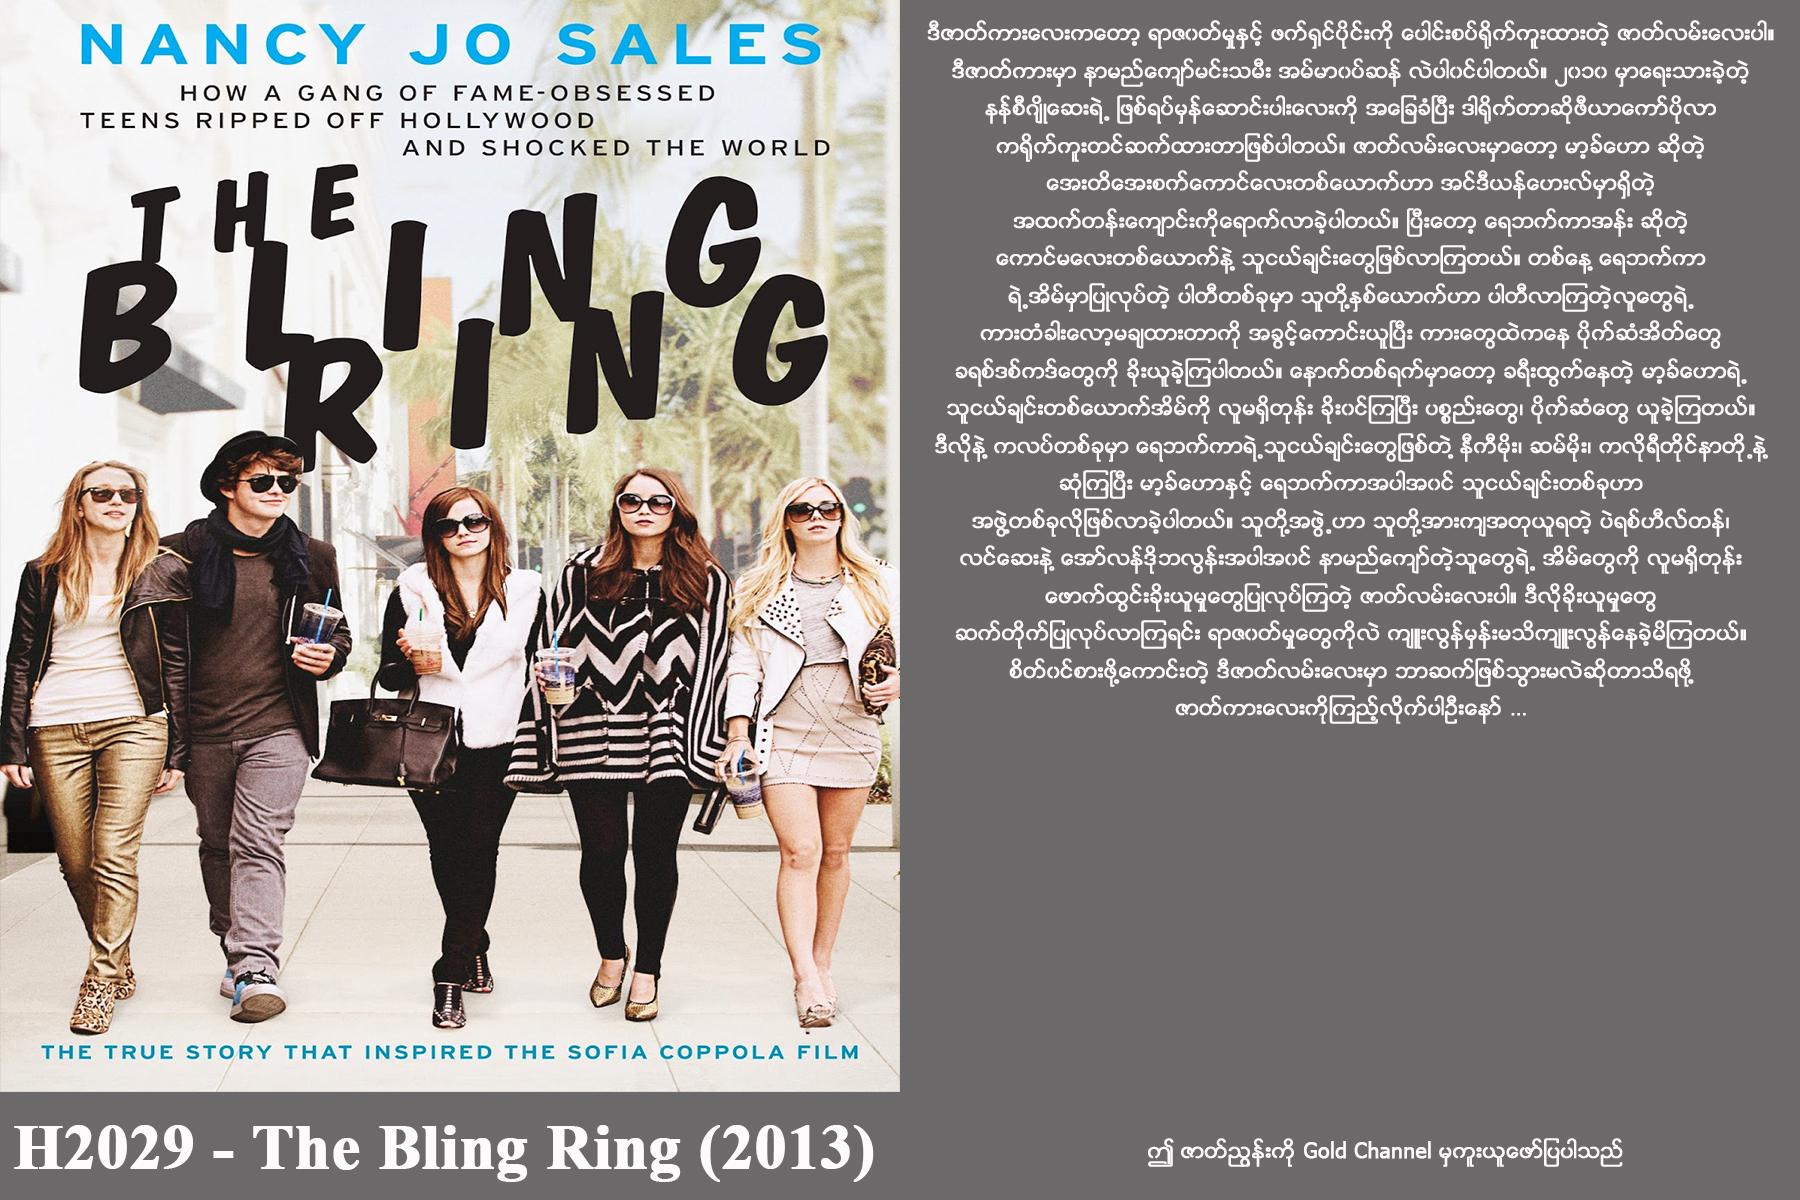 NANCY JO SALES
HOW A GANG OF FAME-OBSESSED
TEENS RIPPED OFF HOLLYWOOD
AND SHOCKED THE WORLD
THE
BLING
RING
THE TRUE STORY THAT INSPIRED THE SOFIA COPPOLA FILM
H2029 - The Bling Ring (2013)
ဒီဇာတ်ကားလေးကတော့ ရာဇ၀တ်မှုနှင့် ဖက်ရှင်ပိုင်းကို ပေါင်းစပ်ရိုက်ကူးထားတဲ့ ဇာတ်လမ်းလေးပါ။
ဒီဇာတ်ကားမှာ နာမည်ကျော်မင်းသမီး အမ်မာ၀ပ်ဆန် လဲပါ၀င်ပါတယ်။ ၂၀၁၀ မှာရေးသားခဲ့တဲ့
နန်စီဂျိုဆေးရဲ့ ဖြစ်ရပ်မှန်ဆောင်းပါးလေးကို အခြေခံပြီး ဒါရိုက်တာဆိုဖီယာကော်ပိုလာ
ကရိုက်ကူးတင်ဆက်ထားတာဖြစ်ပါတယ်။ ဇာတ်လမ်းလေးမှာတော့ မာ့ခ်ဟော ဆိုတဲ့
အေးတိအေးစက်ကောင်လေးတစ်ယောက်ဟာ အင်ဒီယန်ဟေးလ်မှာရှိတဲ့
အထက်တန်းကျောင်းကိုရောက်လာခဲ့ပါတယ်။ ပြီးတော့ ရေဘက်ကာအန်း ဆိုတဲ့
ကောင်မလေးတစ်ယောက်နဲ့ သူငယ်ချင်းတွေဖြစ်လာကြတယ်။ တစ်နေ့ ရေဘက်ကာ
ရဲ့အိမ်မှာပြုလုပ်တဲ့ ပါတီတစ်ခုမှာ သူတို့နှစ်ယောက်ဟာ ပါတီလာကြတဲ့လူတွေရဲ့
ကားတံခါးလော့မချထားတာကို အခွင့်ကောင်းယူပြီး ကားတွေထဲကနေ ပိုက်ဆံအိတ်တွေ
ခရစ်ဒစ်ကဒ်တွေကို ခိုးယူခဲ့ကြပါတယ်။ နောက်တစ်ရက်မှာတော့ ခရီးထွက်နေတဲ့ မာ့ခ်ဟောရဲ့
သူငယ်ချင်းတစ်ယောက်အိမ်ကို လူမရှိတုန်း ခိုး၀င်ကြပြီး ပစ္စည်းတွေ၊ ပိုက်ဆံတွေ ယူခဲ့ကြတယ်။
ဒီလိုနဲ့ ကလပ်တစ်ခုမှာ ရေဘက်ကာရဲ့သူငယ်ချင်းတွေဖြစ်တဲ့ နီကီမိုး၊ ဆမ်မိုး၊ ကလိုရီတိုင်နာတို့နဲ့
ဆုံကြပြီး မာ့ခ်ဟောနှင့် ရေဘက်ကာအပါအ၀င် သူငယ်ချင်းတစ်ခုဟာ
အဖွဲ့တစ်ခုလိုဖြစ်လာခဲ့ပါတယ်။ သူတို့အဖွဲ့ဟာ သူတို့အားကျအတုယူရတဲ့ ပဲရစ်ဟီလ်တန်၊
လင်ဆေးနဲ့ အော်လန်ဒိုဘလွန်းအပါအ၀င် နာမည်ကျော်တဲ့သူတွေရဲ့ အိမ်တွေကို လူမရှိတုန်း
ဖောက်ထွင်းခိုးယူမှုတွေပြုလုပ်ကြတဲ့ ဇာတ်လမ်းလေးပါ။ ဒီလိုခိုးယူမှုတွေ
ဆက်တိုက်ပြုလုပ်လာကြရင်း ရာဇ၀တ်မှုတွေကိုလဲ ကျူးလွန်မှန်းမသိကျူးလွန်နေခဲ့မိကြတယ်။
စိတ်၀င်စားဖို့ကောင်းတဲ့ ဒီဇာတ်လမ်းလေးမှာ ဘာဆက်ဖြစ်သွားမလဲဆိုတာသိရဖို့
ဇာတ်ကားလေးကိုကြည့်လိုက်ပါဦးနော် ...
ဤ ဇာတ်ညွှန်းကို Gold Channel မှကူးယူဖော်ပြပါသည်